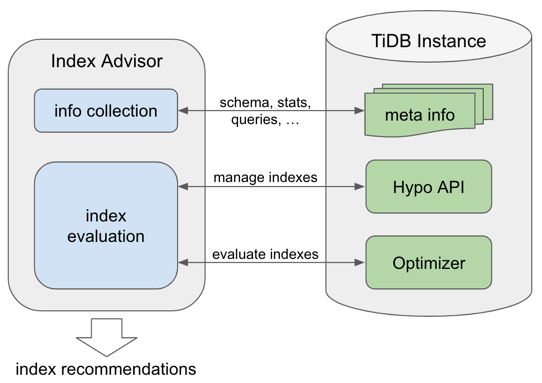 Index Advisor
TiDB Instance
info collection
schema, stats,
queries, ...
meta info
manage indexes
Hypo API
index
evaluation
evaluate indexes
Optimizer
index recommendations